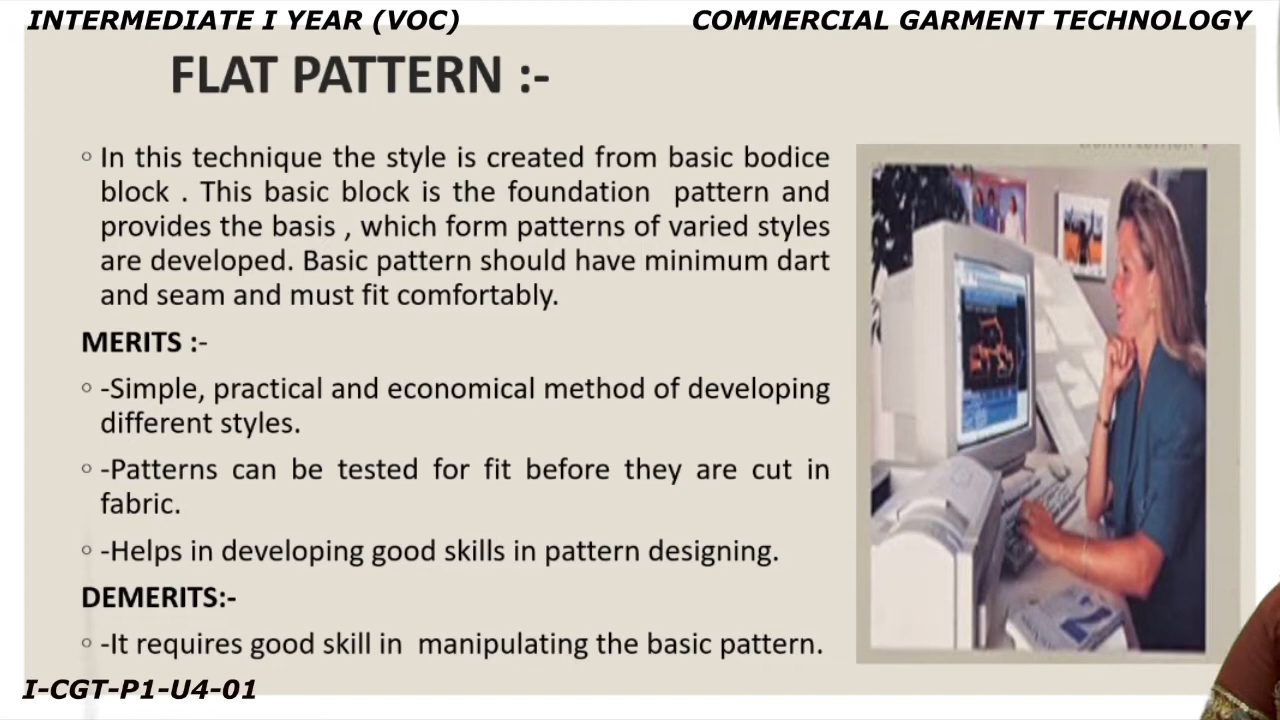 INTERMEDIATE I YEAR (VOC) COMMERCIAL GARMENT TECHNOLOGY
FLAT PATTERN :-
◦ In this technique the style is created from basic bodice
block . This basic block is the foundation pattern and
provides the basis , which form patterns of varied styles
are developed. Basic pattern should have minimum dart
and seam and must fit comfortably.
MERITS :-
◦ -Simple, practical and economical method of developing
different styles.
◦ -Patterns can be tested for fit before they are cut in
fabric.
◦ -Helps in developing good skills in pattern designing.
DEMERITS:-
◦ -It requires good skill in manipulating the basic pattern.
I-CGT-P1-U4-01